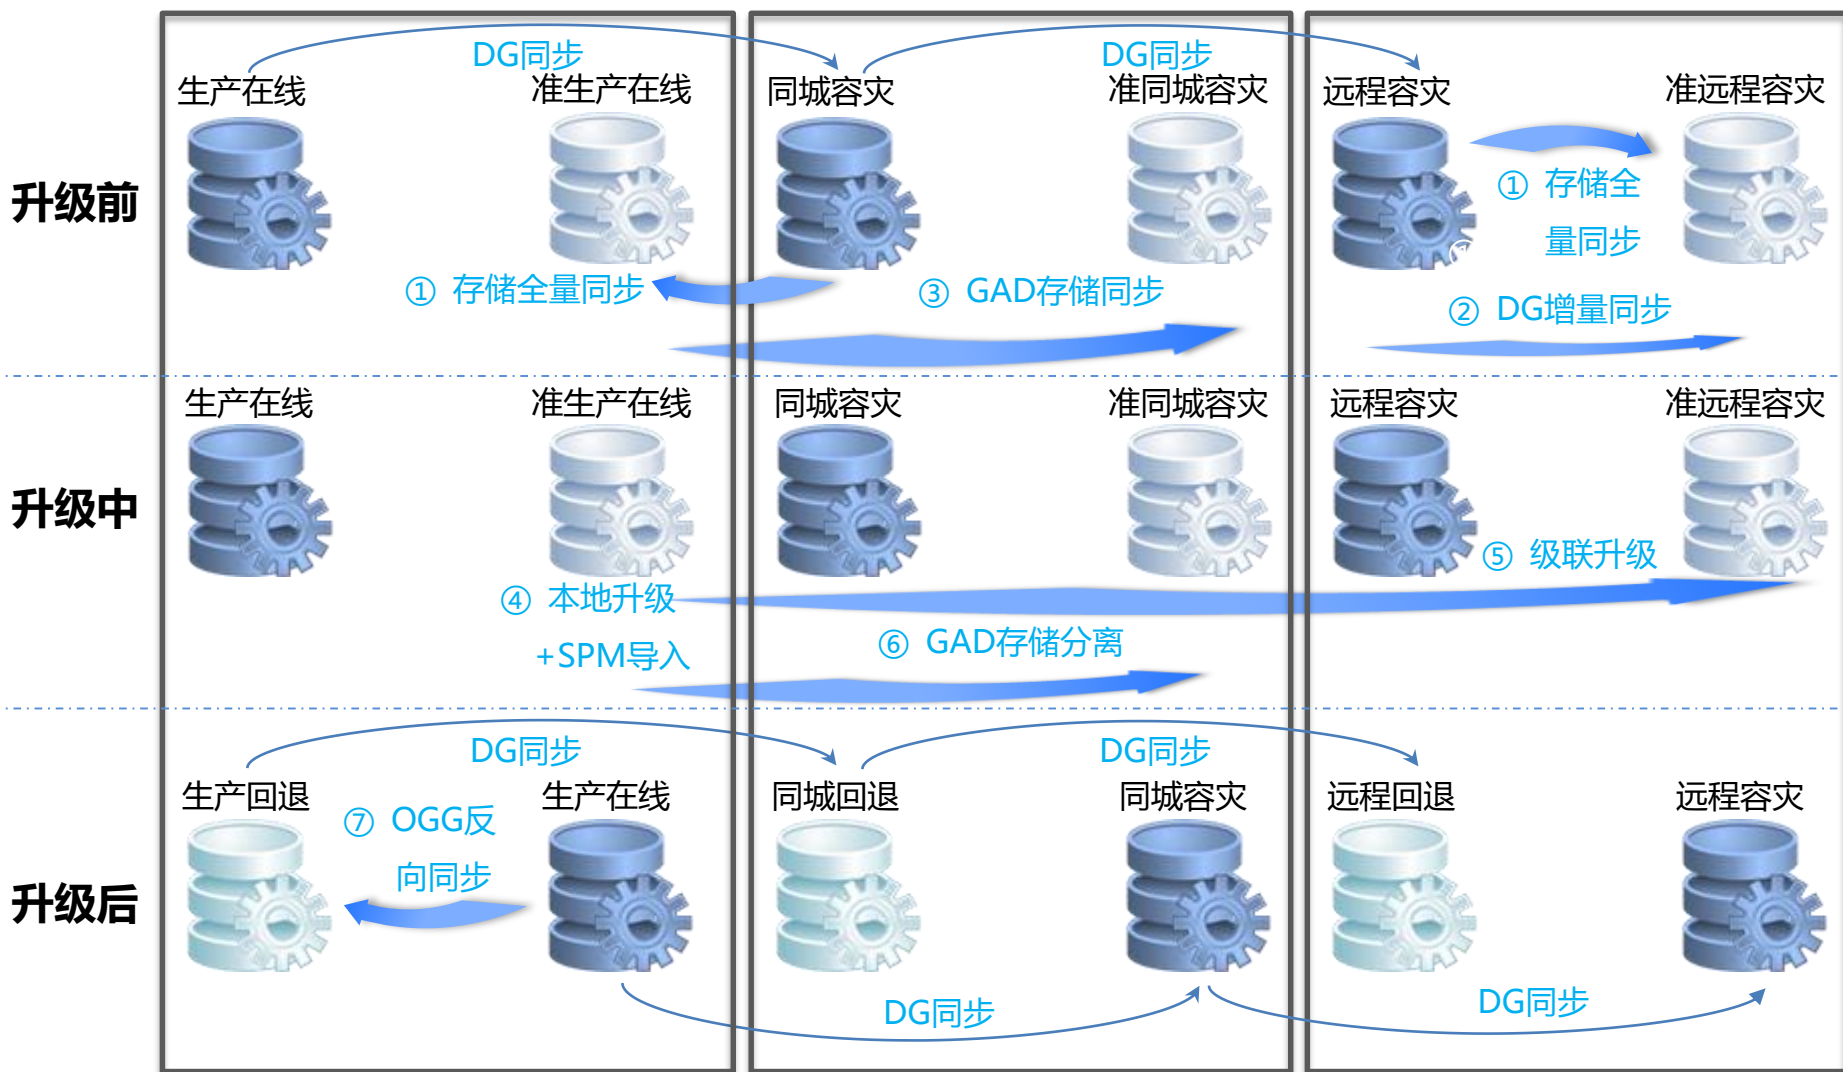 DG同步
DG同步
生产在线
准生产在线
同城容灾
准同城容灾
远程容灾
准远程容灾
升级前
① 存储全
量同步
① 存储全量同步
③ GAD存储同步
② DG增量同步
生产在线
准生产在线
同城容灾
准同城容灾
远程容灾
准远程容灾
升级中
⑤ 级联升级
④ 本地升级
+SPM导入
⑥ GAD存储分离
DG同步
DG同步
生产回退
生产在线
同城回退
同城容灾
远程回退
远程容灾
⑦ OGG反
向同步
升级后
DG同步
DG同步